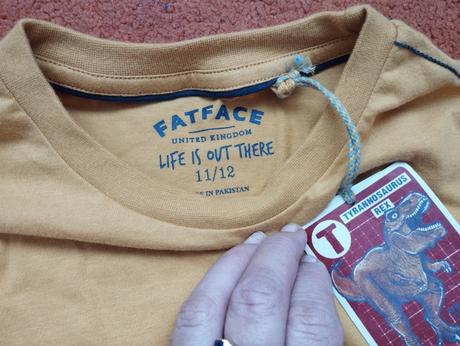 FATFACE
UNITED KINGDOM
LIFE IS OUT THERE
11/12
IN PAKISTAN
T
TYRANNOSAURUS
REX